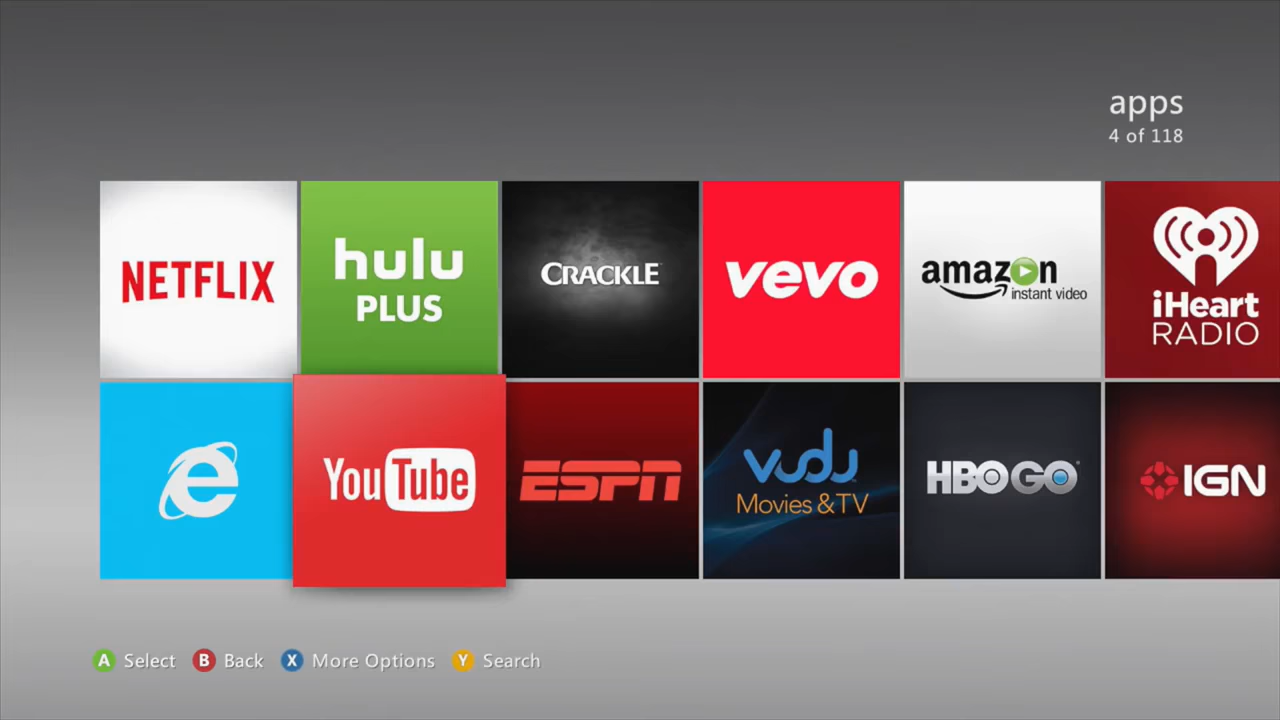 apps
4 of 118
NETFLIX
hulu
PLUS
CRACKLE
vevo
amazon
instant video
iHeart
RADIO
e
YouTube
ESPN
vudu
Movies & TV
HBO GO
IGN
A Select B Back X More Options Y Search